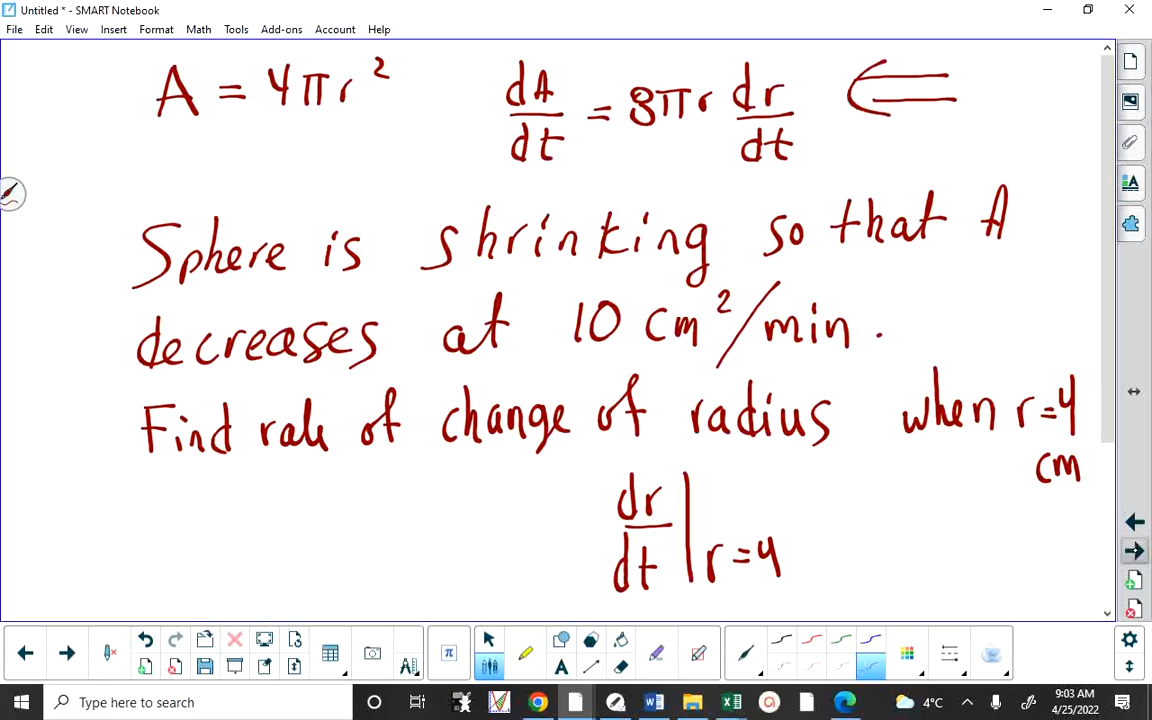 Untitled * - SMART Notebook
File Edit View Insert Format Math Tools Add-ons Account Help
A = 4πr² dA/dt = 8πr dr/dt
Sphere is shrinking so that A
decreases at 10 cm²/min.
Find rate of change of radius when r=4
cm
dr/dt | r=4
Type here to search
4°C
9:03 AM
4/25/2022